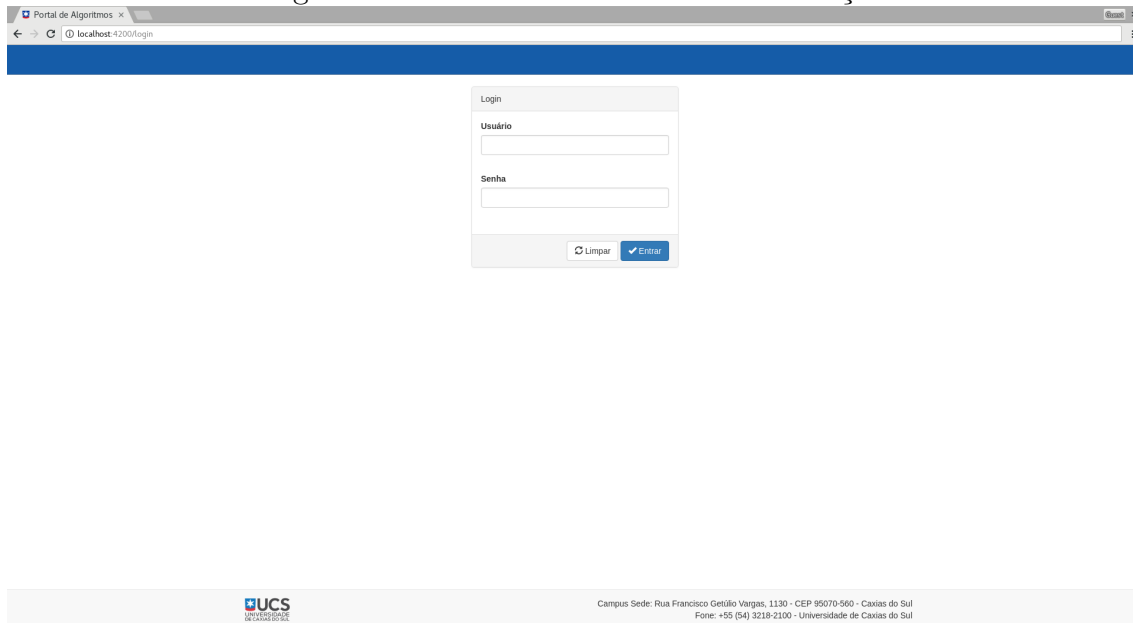 Portal de Algoritmos ×
Guest
localhost:4200/login
Login
Usuário
Senha
Limpar
Entrar
UCS
UNIVERSIDADE
DE CAXIAS DO SUL
Campus Sede: Rua Francisco Getúlio Vargas, 1130 - CEP 95070-560 - Caxias do Sul
Fone: +55 (54) 3218-2100 - Universidade de Caxias do Sul